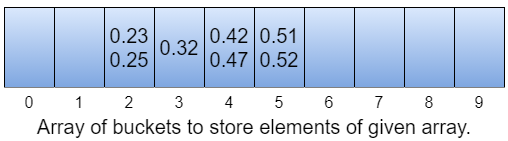 0.23 0.42 0.51
0.25 0.32 0.47 0.52
0 1 2 3 4 5 6 7 8 9
Array of buckets to store elements of given array.